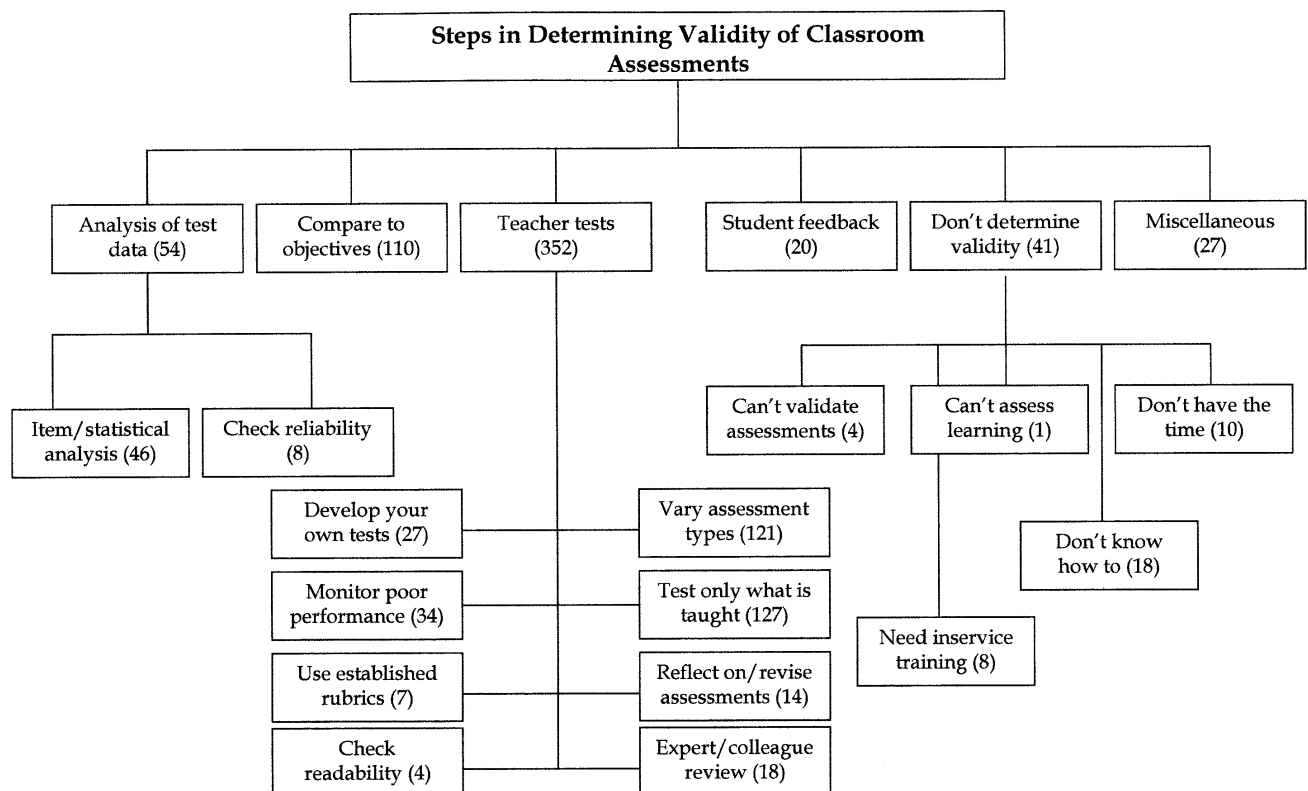 Steps in Determining Validity of Classroom
Assessments
Analysis of test
data (54)
Compare to
objectives (110)
Teacher tests
(352)
Student feedback
(20)
Don't determine
validity (41)
Miscellaneous
(27)
Item/statistical
analysis (46)
Check reliability
(8)
Can't validate
assessments (4)
Can't assess
learning (1)
Don't have the
time (10)
Develop your
own tests (27)
Vary assessment
types (121)
Don't know
how to (18)
Monitor poor
performance (34)
Test only what is
taught (127)
Need inservice
training (8)
Use established
rubrics (7)
Reflect on/revise
assessments (14)
Check
readability (4)
Expert/colleague
review (18)